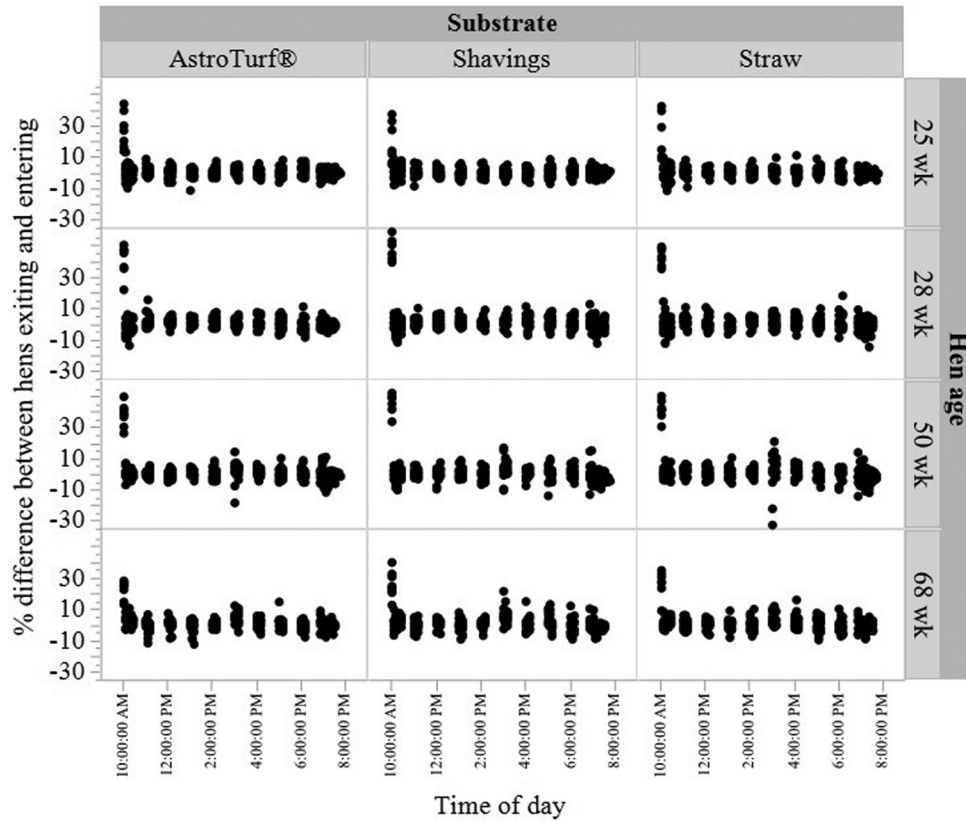 Substrate
AstroTurf® Shavings Straw
% difference between hens exiting and entering
30
10
-10
-30
25 wk
30
10
-10
-30
28 wk
30
10
-10
-30
50 wk
30
10
-10
-30
68 wk
Hen age
10:00:00 AM 12:00:00 PM 2:00:00 PM 4:00:00 PM 6:00:00 PM 8:00:00 PM 10:00:00 AM 12:00:00 PM 2:00:00 PM 4:00:00 PM 6:00:00 PM 8:00:00 PM 10:00:00 AM 12:00:00 PM 2:00:00 PM 4:00:00 PM 6:00:00 PM 8:00:00 PM
Time of day